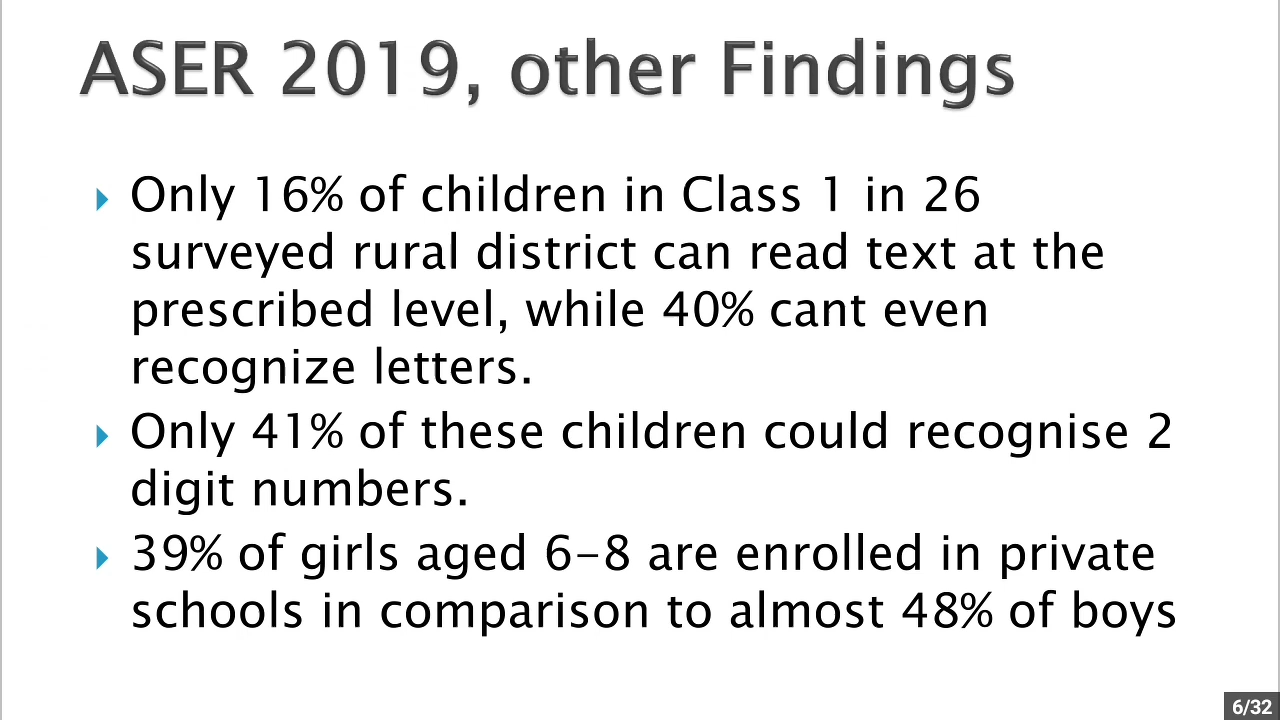 ASER 2019, other Findings
Only 16% of children in Class 1 in 26
surveyed rural district can read text at the
prescribed level, while 40% cant even
recognize letters.
Only 41% of these children could recognise 2
digit numbers.
39% of girls aged 6-8 are enrolled in private
schools in comparison to almost 48% of boys
6/32